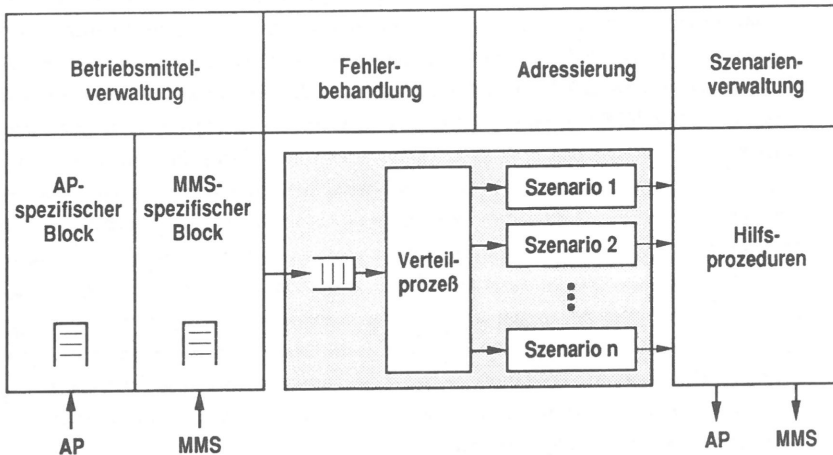 Betriebsmittel-
verwaltung
Fehler-
behandlung
Adressierung
Szenarien-
verwaltung
AP-
spezifischer
Block
MMS-
spezifischer
Block
Verteil-
prozeß
Szenario 1
Szenario 2
Szenario n
Hilfs-
prozeduren
AP
MMS
AP
MMS